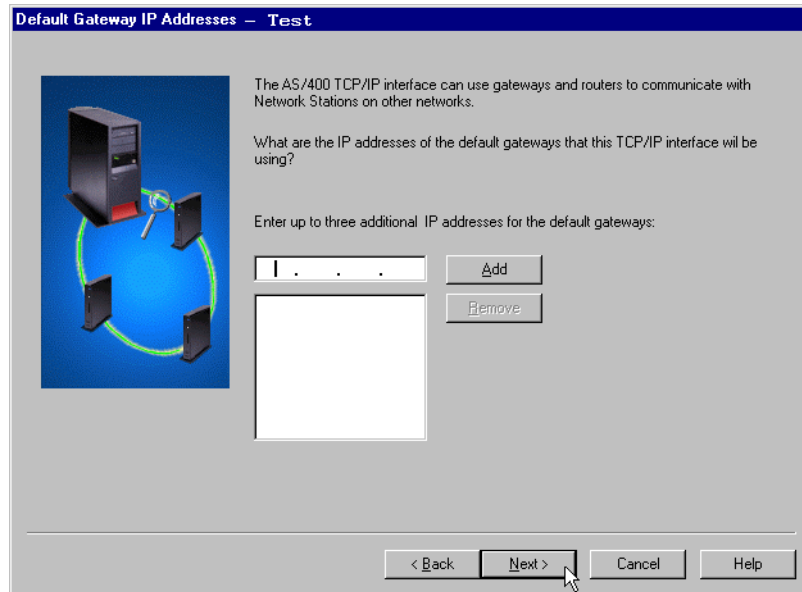 Default Gateway IP Addresses – Test
The AS/400 TCP/IP interface can use gateways and routers to communicate with
Network Stations on other networks.
What are the IP addresses of the default gateways that this TCP/IP interface wil be
using?
Enter up to three additional IP addresses for the default gateways:
. . .
Add
Remove
< Back
Next >
Cancel
Help